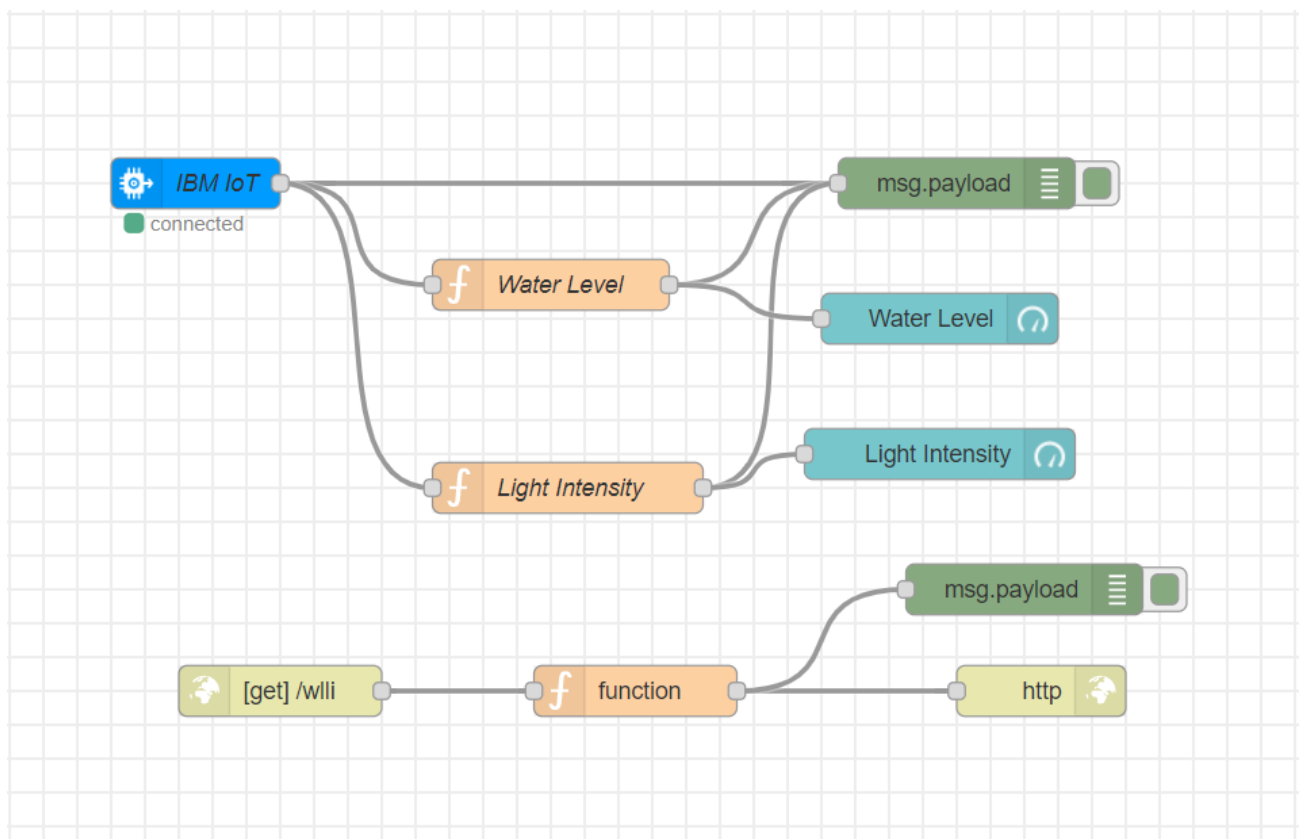 IBM IoT
msg.payload
connected
Water Level
Water Level
Light Intensity
Light Intensity
msg.payload
[get] /wlli
function
http